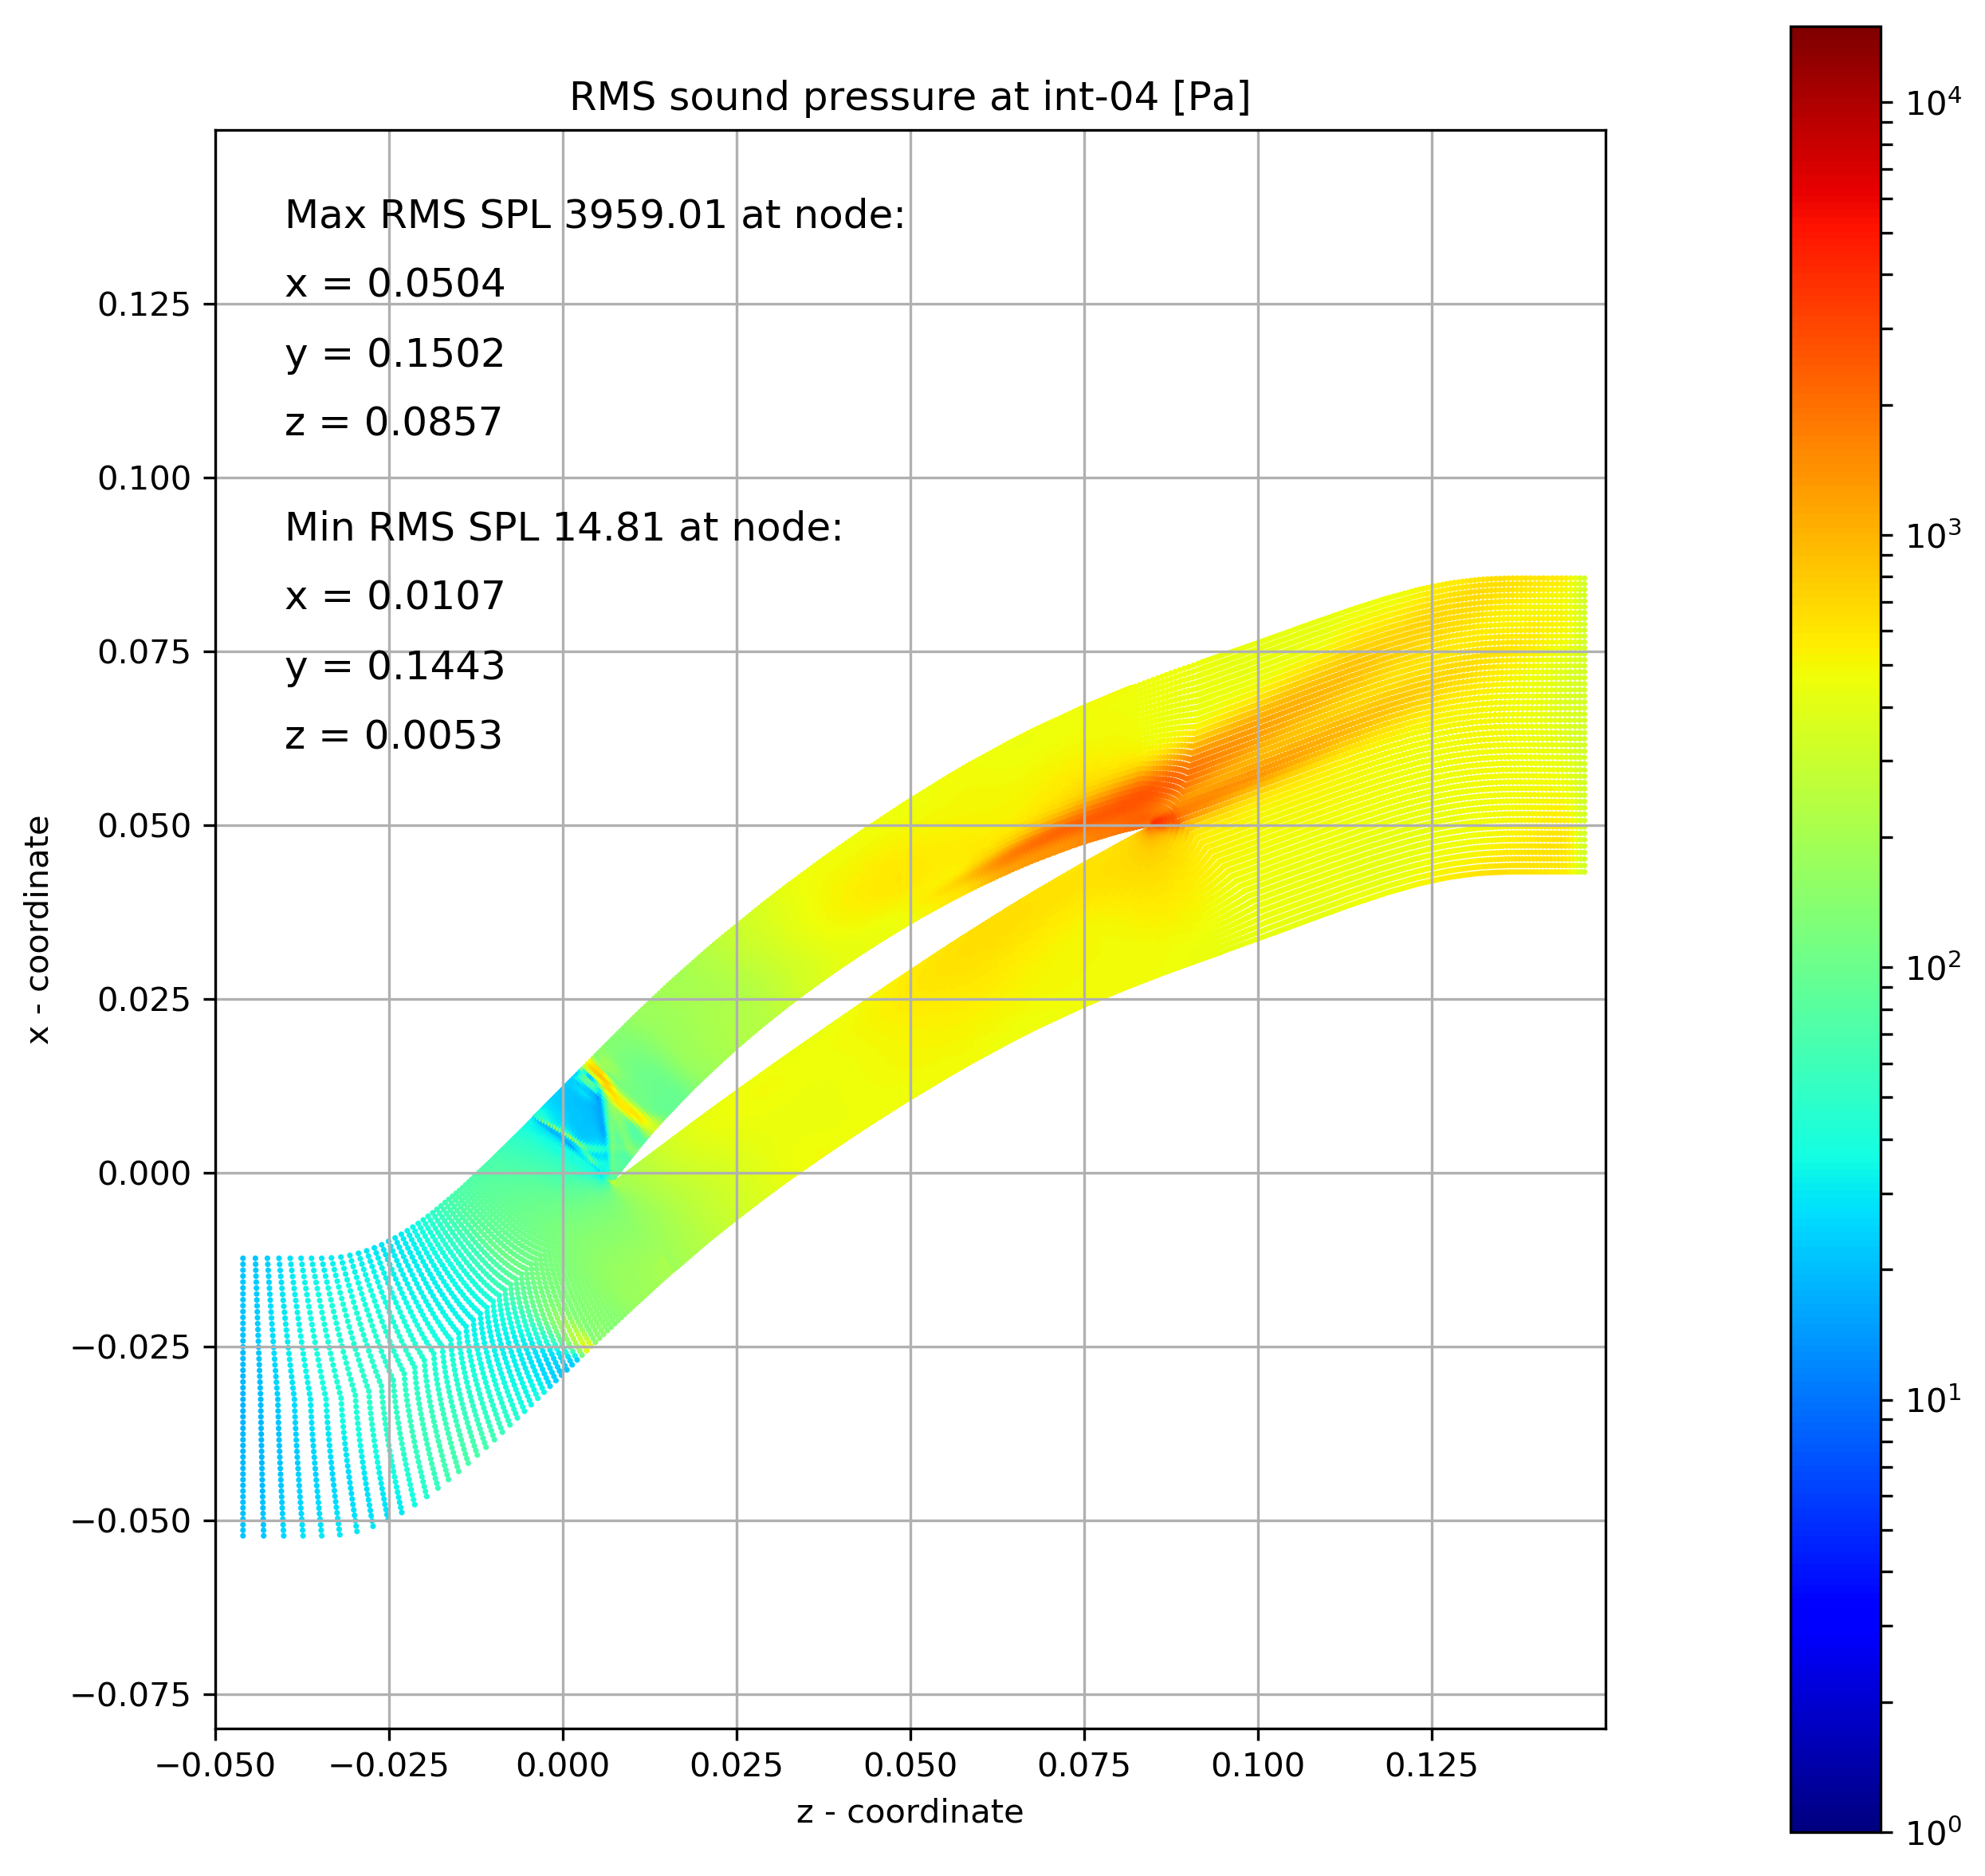 RMS sound pressure at int-04 [Pa]
Max RMS SPL 3959.01 at node:
x = 0.0504
y = 0.1502
z = 0.0857
Min RMS SPL 14.81 at node:
x = 0.0107
y = 0.1443
z = 0.0053
x - coordinate
0.125
0.100
0.075
0.050
0.025
0.000
−0.025
−0.050
−0.075
−0.050 −0.025 0.000 0.025 0.050 0.075 0.100 0.125
z - coordinate
10⁴
10³
10²
10¹
10⁰